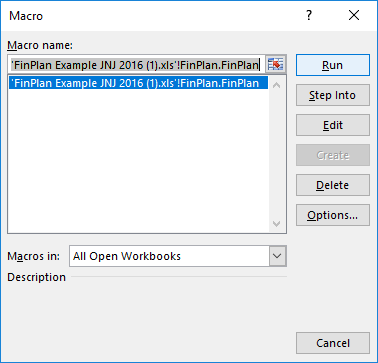 Macro
?
Macro name:
'FinPlan Example JNJ 2016 (1).xls'!FinPlan.FinPlan
'FinPlan Example JNJ 2016 (1).xls'!FinPlan.FinPlan
Run
Step Into
Edit
Create
Delete
Options...
Macros in:
All Open Workbooks
Description
Cancel